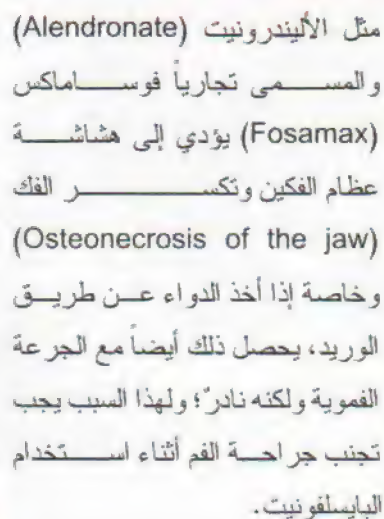 مثل الأليندرونيت (Alendronate)
والمسمى تجارياً فوساماكس
(Fosamax) يؤدي إلى هشاشة
عظام الفكين وتكسر الفك
(Osteonecrosis of the jaw)
وخاصة إذا أخذ الدواء عن طريق
الوريد، يحصل ذلك أيضاً مع الجرعة
الفموية ولكنه نادرٌ؛ ولهذا السبب يجب
تجنب جراحة الفم أثناء استخدام
البايسلفونيت.